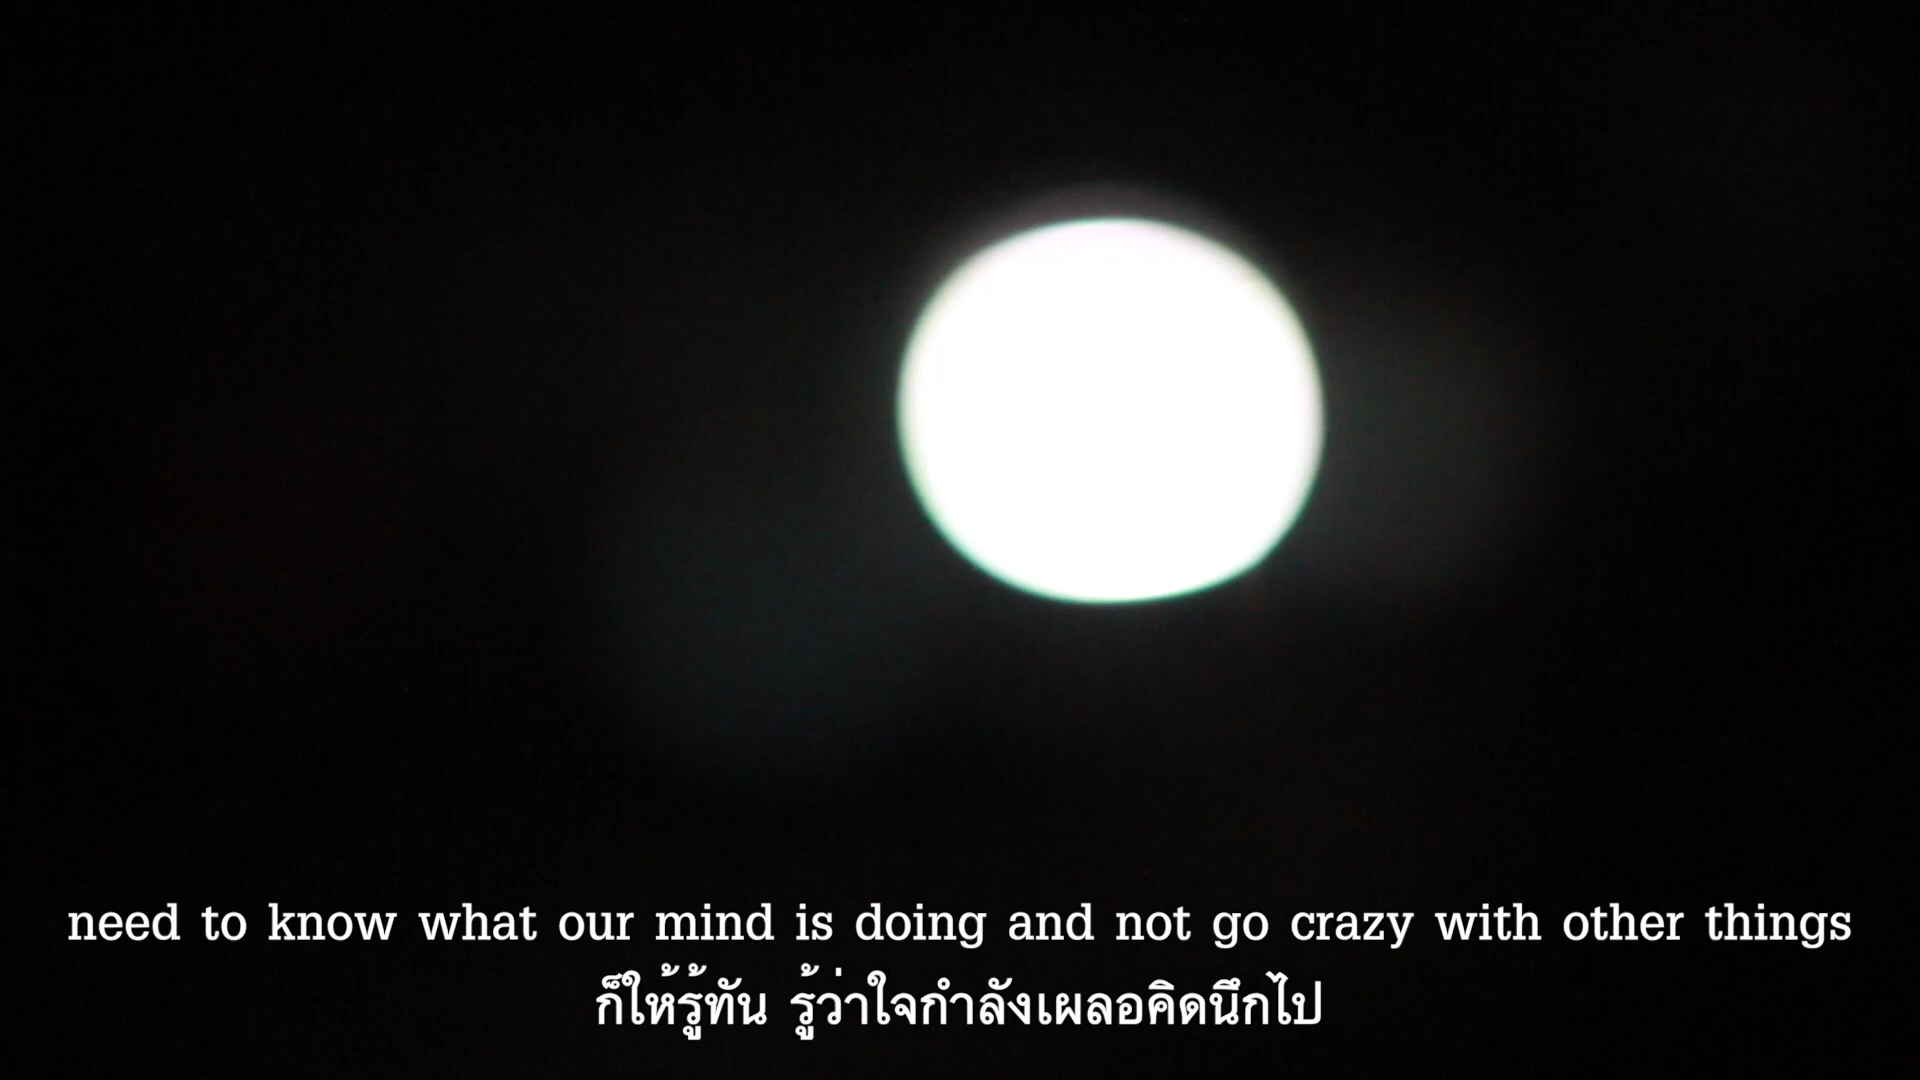 need to know what our mind is doing and not go crazy with other things
ก็ให้รู้ทัน รู้ว่าใจกำลังเผลอคิดนึกไป